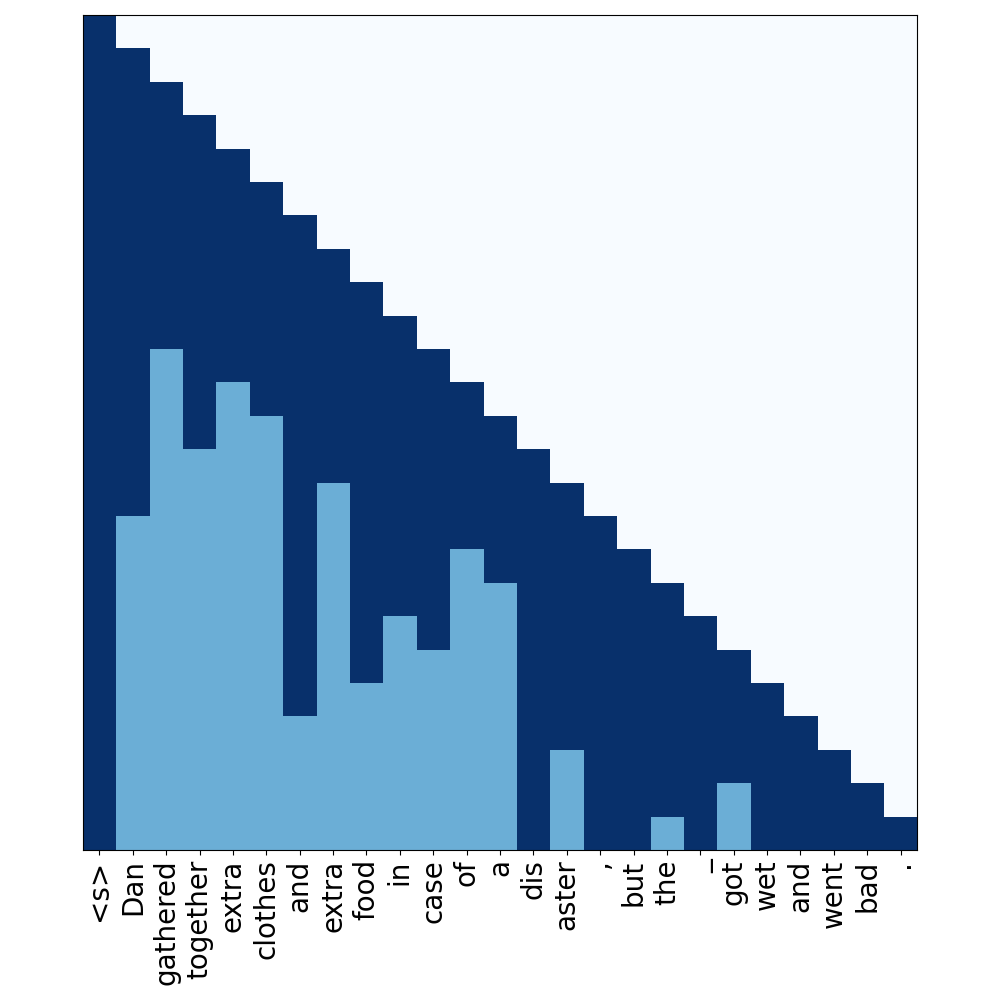 <s> Dan gathered together extra clothes and extra food in case of a dis aster , but the _ got wet and went bad .